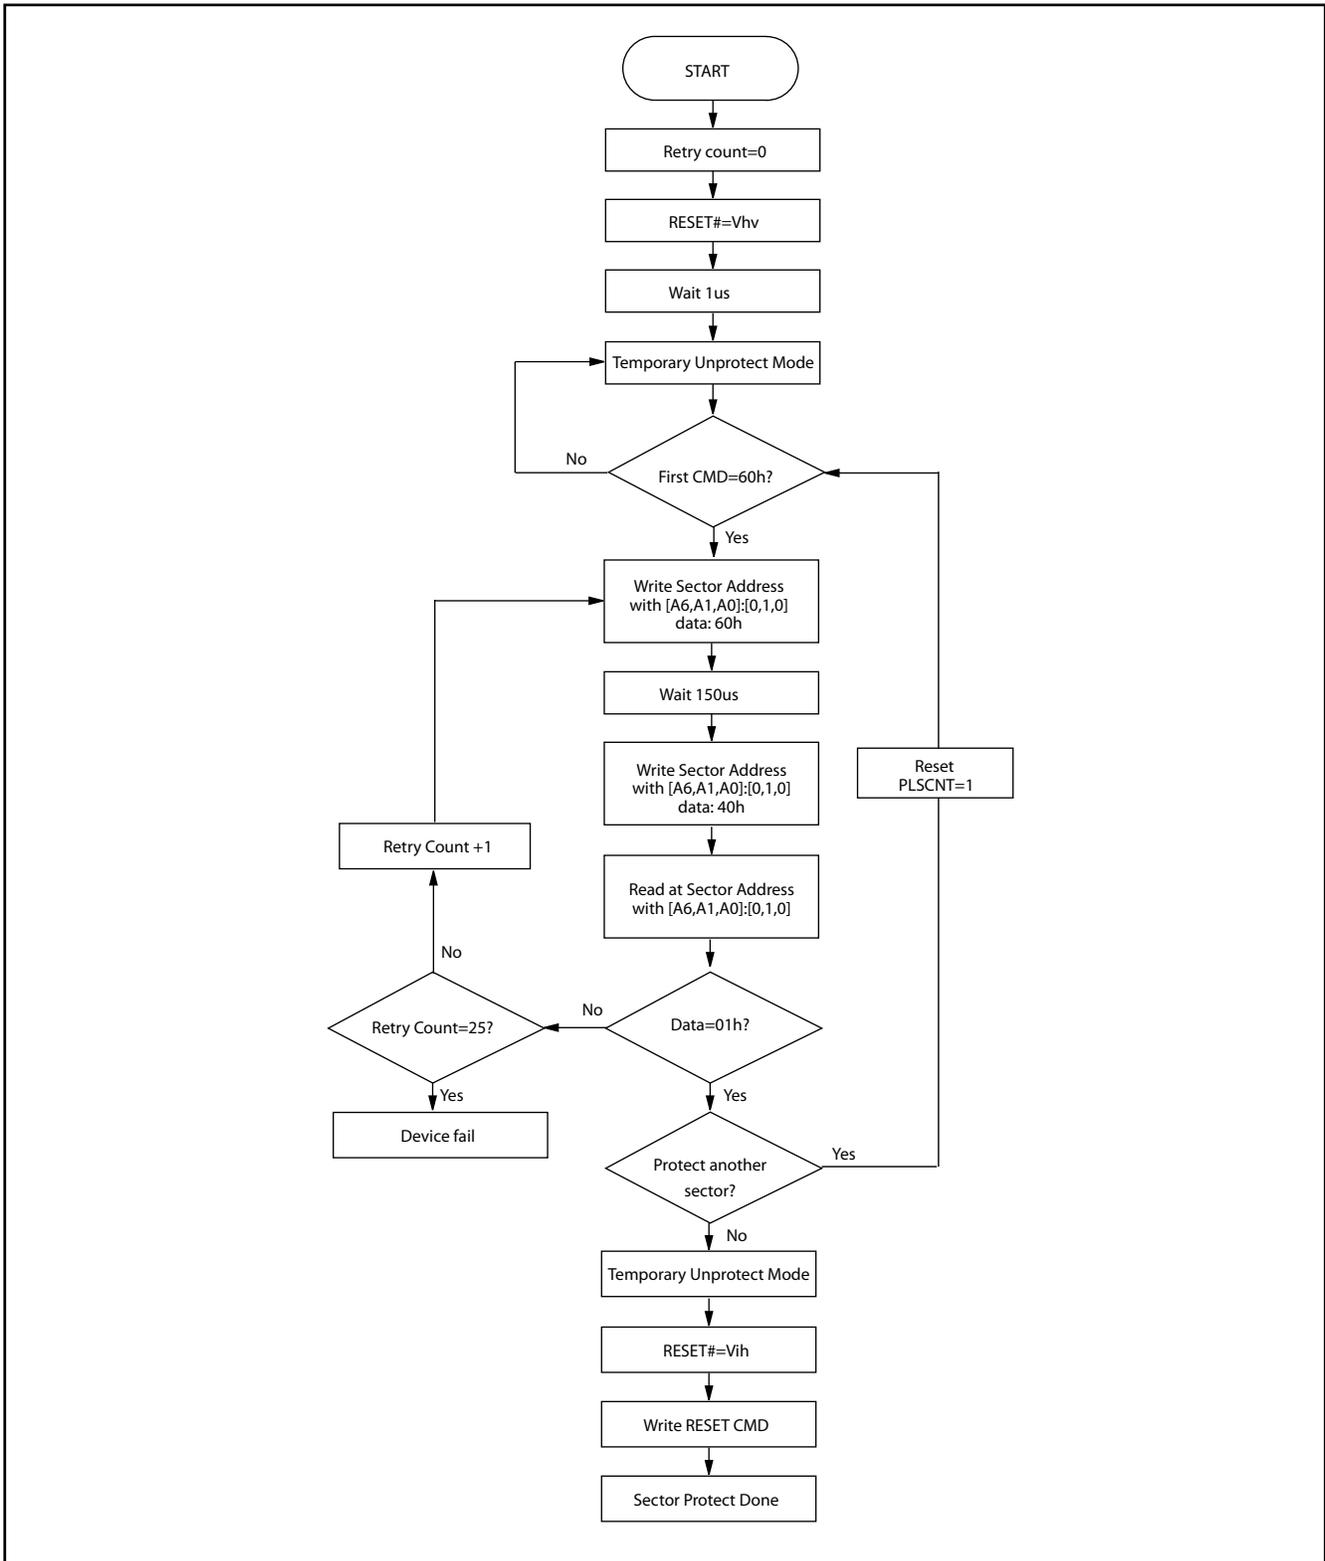 START
Retry count=0
RESET#=Vhv
Wait 1us
Temporary Unprotect Mode
No
First CMD=60h?
Yes
Write Sector Address
with [A6,A1,A0]:[0,1,0]
data: 60h
Wait 150us
Write Sector Address
with [A6,A1,A0]:[0,1,0]
data: 40h
Reset
PLSCNT=1
Retry Count +1
Read at Sector Address
with [A6,A1,A0]:[0,1,0]
No
Retry Count=25?
No
Data=01h?
Yes
Yes
Device fail
Protect another
sector?
Yes
No
Temporary Unprotect Mode
RESET#=Vih
Write RESET CMD
Sector Protect Done